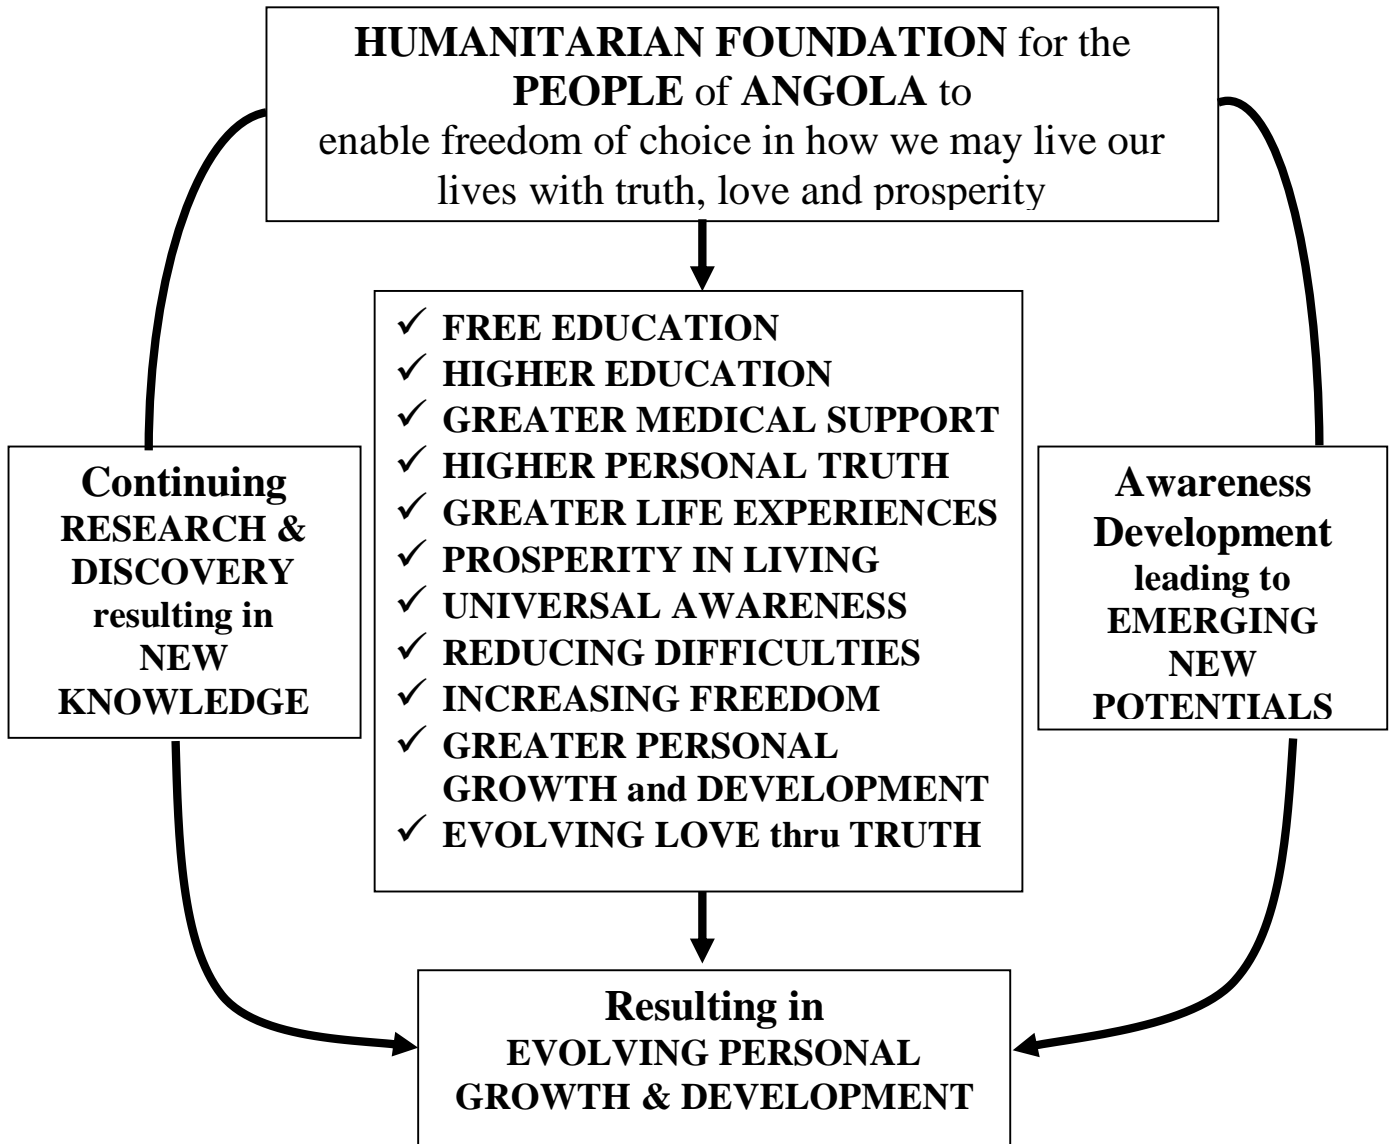 HUMANITARIAN FOUNDATION for the
PEOPLE of ANGOLA to
enable freedom of choice in how we may live our
lives with truth, love and prosperity
✓ FREE EDUCATION
✓ HIGHER EDUCATION
✓ GREATER MEDICAL SUPPORT
✓ HIGHER PERSONAL TRUTH
✓ GREATER LIFE EXPERIENCES
✓ PROSPERITY IN LIVING
✓ UNIVERSAL AWARENESS
✓ REDUCING DIFFICULTIES
✓ INCREASING FREEDOM
✓ GREATER PERSONAL
GROWTH and DEVELOPMENT
✓ EVOLVING LOVE thru TRUTH
Continuing
RESEARCH &
DISCOVERY
resulting in
NEW
KNOWLEDGE
Awareness
Development
leading to
EMERGING
NEW
POTENTIALS
Resulting in
EVOLVING PERSONAL
GROWTH & DEVELOPMENT